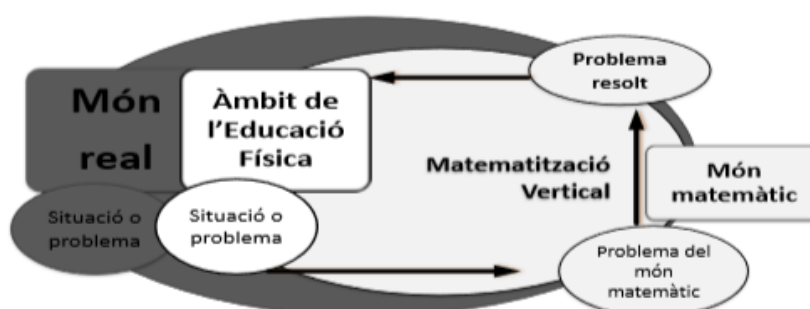 Món
real
Àmbit de
l'Educació
Física
Situació o
problema
Situació o
problema
Problema
resolt
Matematització
Vertical
Món
matemàtic
Problema del
món
matemàtic